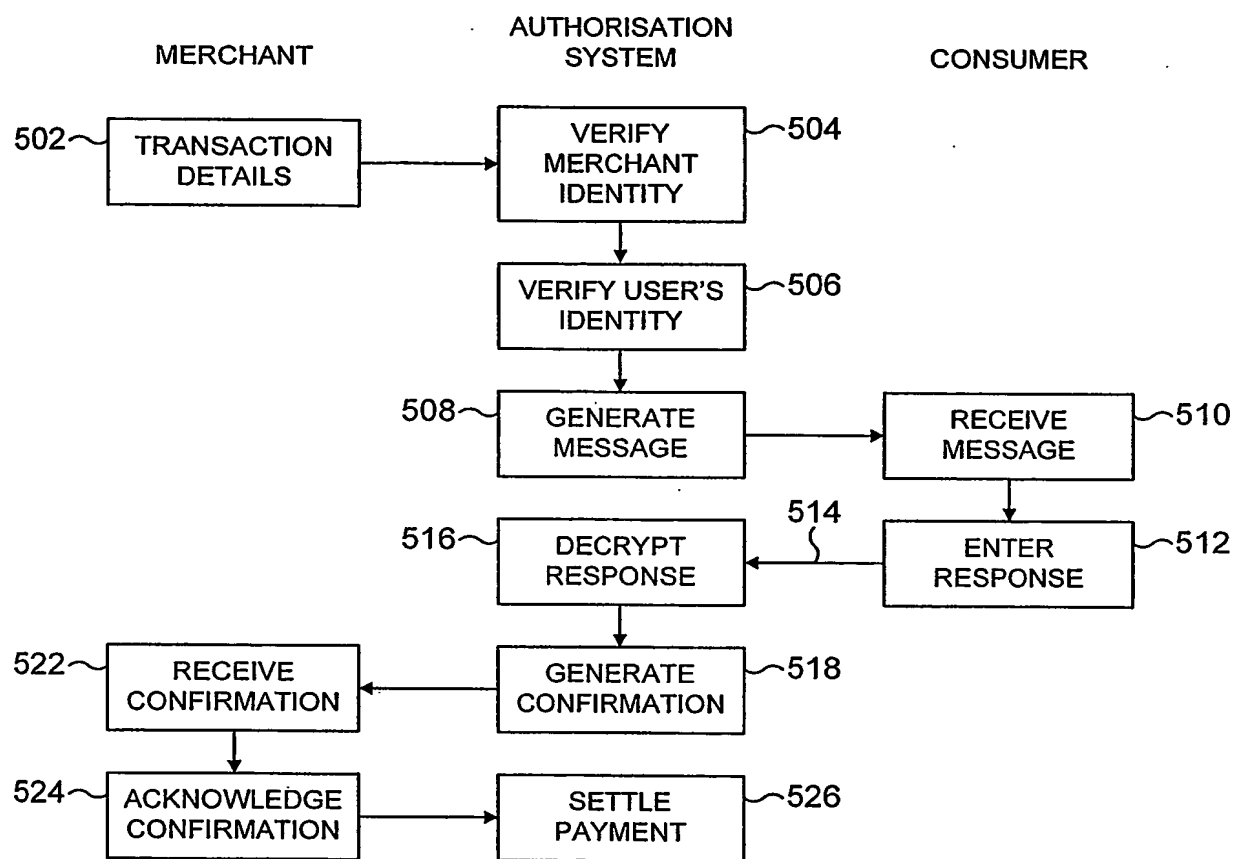 MERCHANT
AUTHORISATION
SYSTEM
CONSUMER
502
TRANSACTION
DETAILS
VERIFY
MERCHANT
IDENTITY
504
VERIFY USER'S
IDENTITY
506
508
GENERATE
MESSAGE
RECEIVE
MESSAGE
510
516
DECRYPT
RESPONSE
514
ENTER
RESPONSE
512
522
RECEIVE
CONFIRMATION
GENERATE
CONFIRMATION
518
524
ACKNOWLEDGE
CONFIRMATION
SETTLE
PAYMENT
526